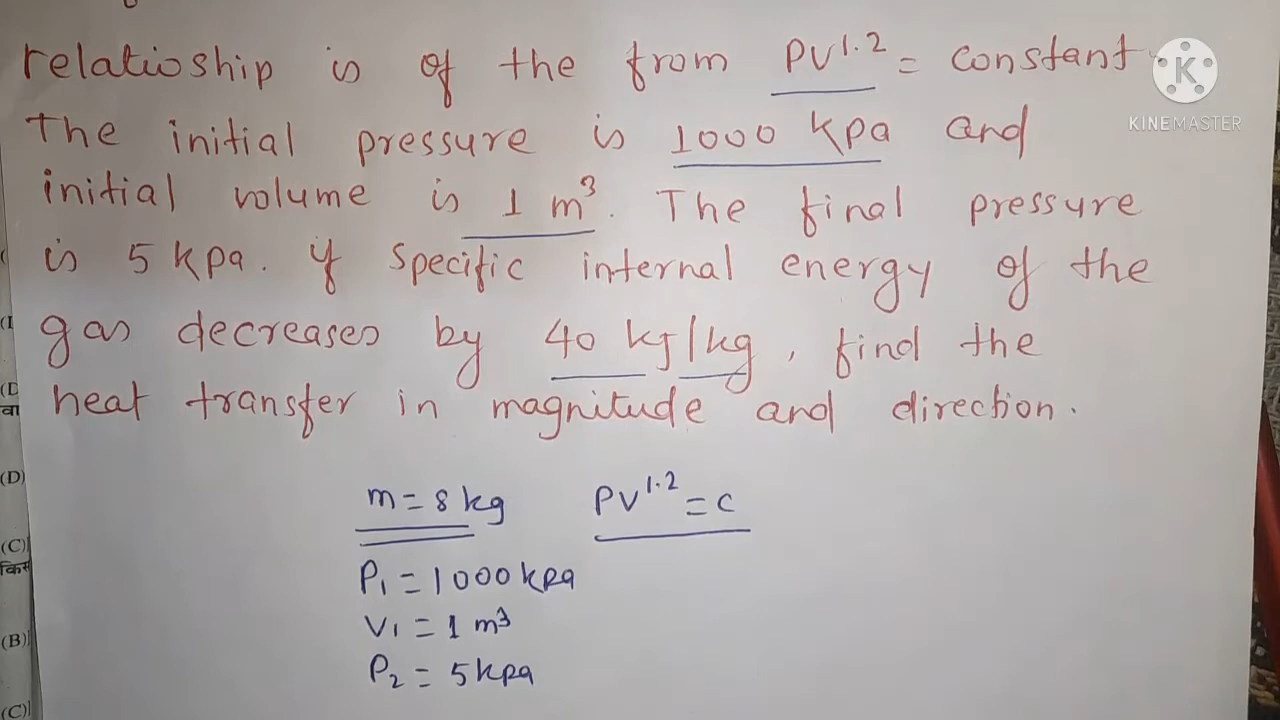 relatioship is of the from PV^1.2 = constant
The initial pressure is 1000 kpa and
initial volume is 1 m³. The final pressure
is 5 kpa. if specific internal energy of the
gas decreases by 40 kJ/kg, find the
heat transfer in magnitude and direction.
m = 8 kg PV^1.2 = c
P₁ = 1000 kpa
V₁ = 1 m³
P₂ = 5 kpa
K
KINEMASTER
(D)
(C)
(B)
(C)